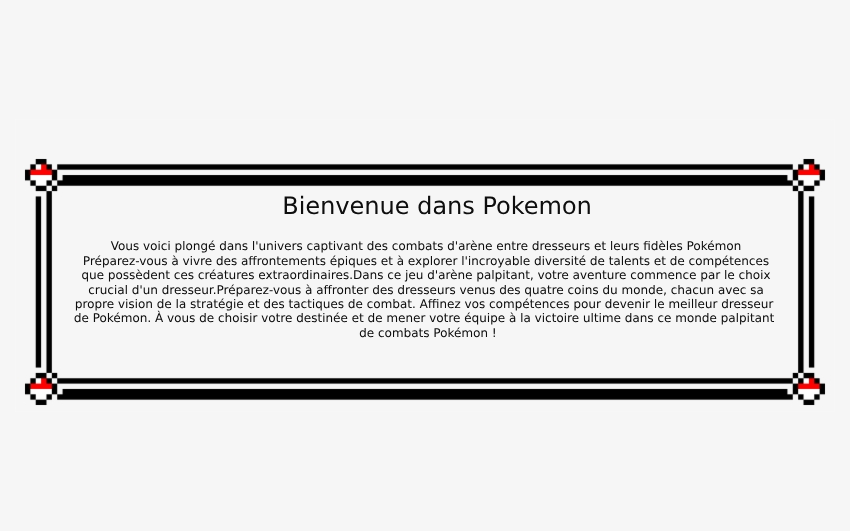 Bienvenue dans Pokemon
Vous voici plongé dans l'univers captivant des combats d'arène entre dresseurs et leurs fidèles Pokémon
Préparez-vous à vivre des affrontements épiques et à explorer l'incroyable diversité de talents et de compétences
que possèdent ces créatures extraordinaires.Dans ce jeu d'arène palpitant, votre aventure commence par le choix
crucial d'un dresseur.Préparez-vous à affronter des dresseurs venus des quatre coins du monde, chacun avec sa
propre vision de la stratégie et des tactiques de combat. Affinez vos compétences pour devenir le meilleur dresseur
de Pokémon. À vous de choisir votre destinée et de mener votre équipe à la victoire ultime dans ce monde palpitant
de combats Pokémon !